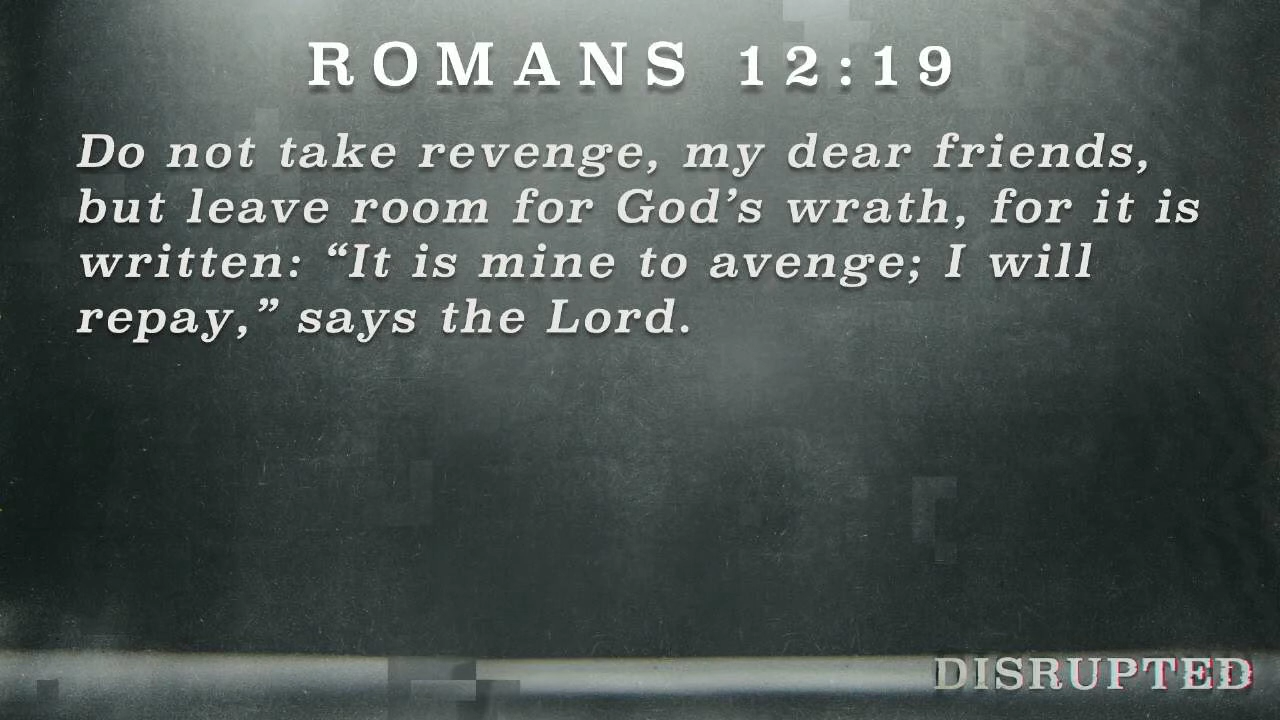 ROMANS 12:19
Do not take revenge, my dear friends,
but leave room for God’s wrath, for it is
written: “It is mine to avenge; I will
repay,” says the Lord.
DISRUPTED